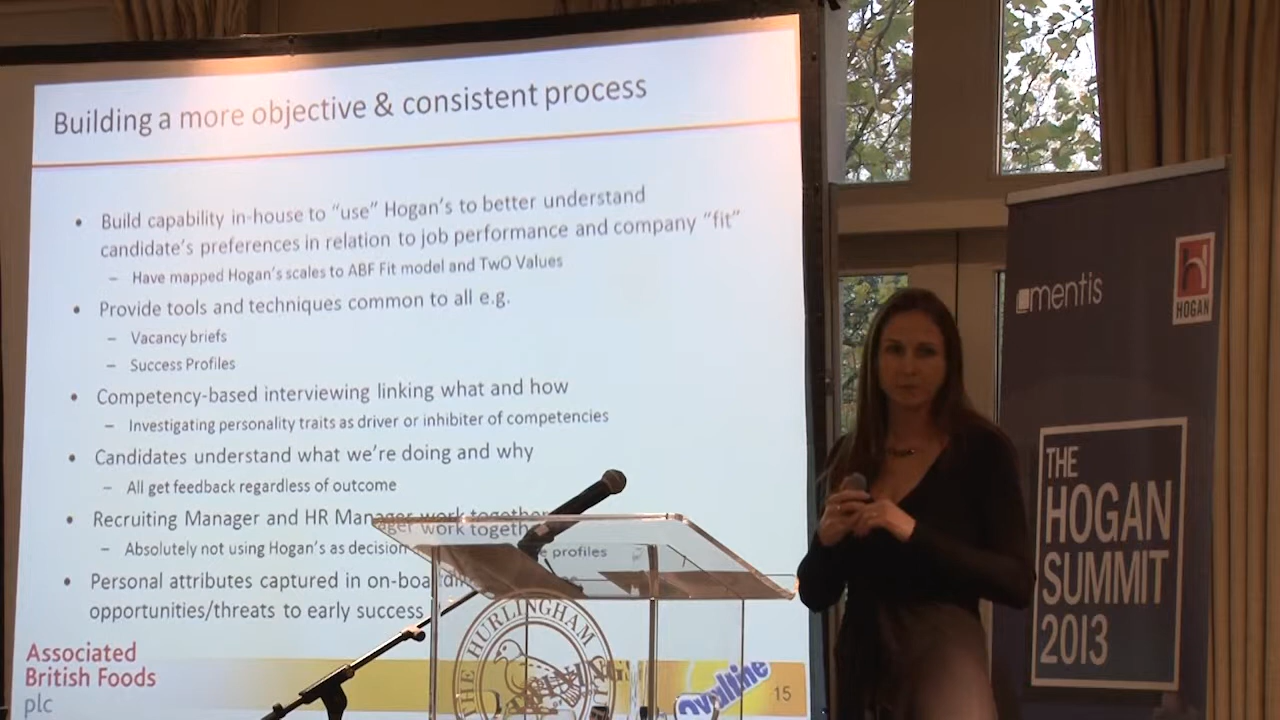 Building a more objective & consistent process
• Build capability in-house to “use” Hogan’s to better understand
candidate’s preferences in relation to job performance and company “fit”
– Have mapped Hogan’s scales to ABF Fit model and TwO Values
• Provide tools and techniques common to all e.g.
– Vacancy briefs
– Success Profiles
• Competency-based interviewing linking what and how
– Investigating personality traits as driver or inhibiter of competencies
• Candidates understand what we’re doing and why
– All get feedback regardless of outcome
• Recruiting Manager and HR Manager work together
– Absolutely not using Hogan’s as decision profiles
• Personal attributes captured in on-boarding
opportunities/threats to early success
Associated
British Foods
plc
ovaltine
15
THE HURLINGHAM CLUB
mentis
HOGAN
THE
HOGAN
SUMMIT
2013